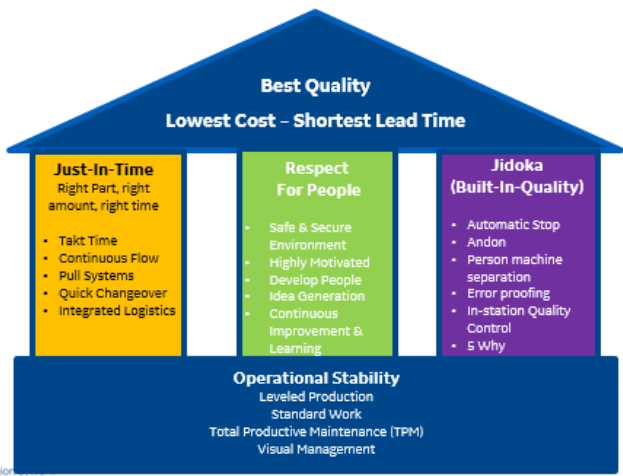 Best Quality
Lowest Cost – Shortest Lead Time
Just-In-Time
Right Part, right
amount, right time
• Takt Time
• Continuous Flow
• Pull Systems
• Quick Changeover
• Integrated Logistics
Respect
For People
• Safe & Secure
Environment
• Highly Motivated
• Develop People
• Idea Generation
• Continuous
Improvement &
Learning
Jidoka
(Built-In-Quality)
• Automatic Stop
• Andon
• Person machine
separation
• Error proofing
• In-station Quality
Control
• 5 Why
Operational Stability
Leveled Production
Standard Work
Total Productive Maintenance (TPM)
Visual Management